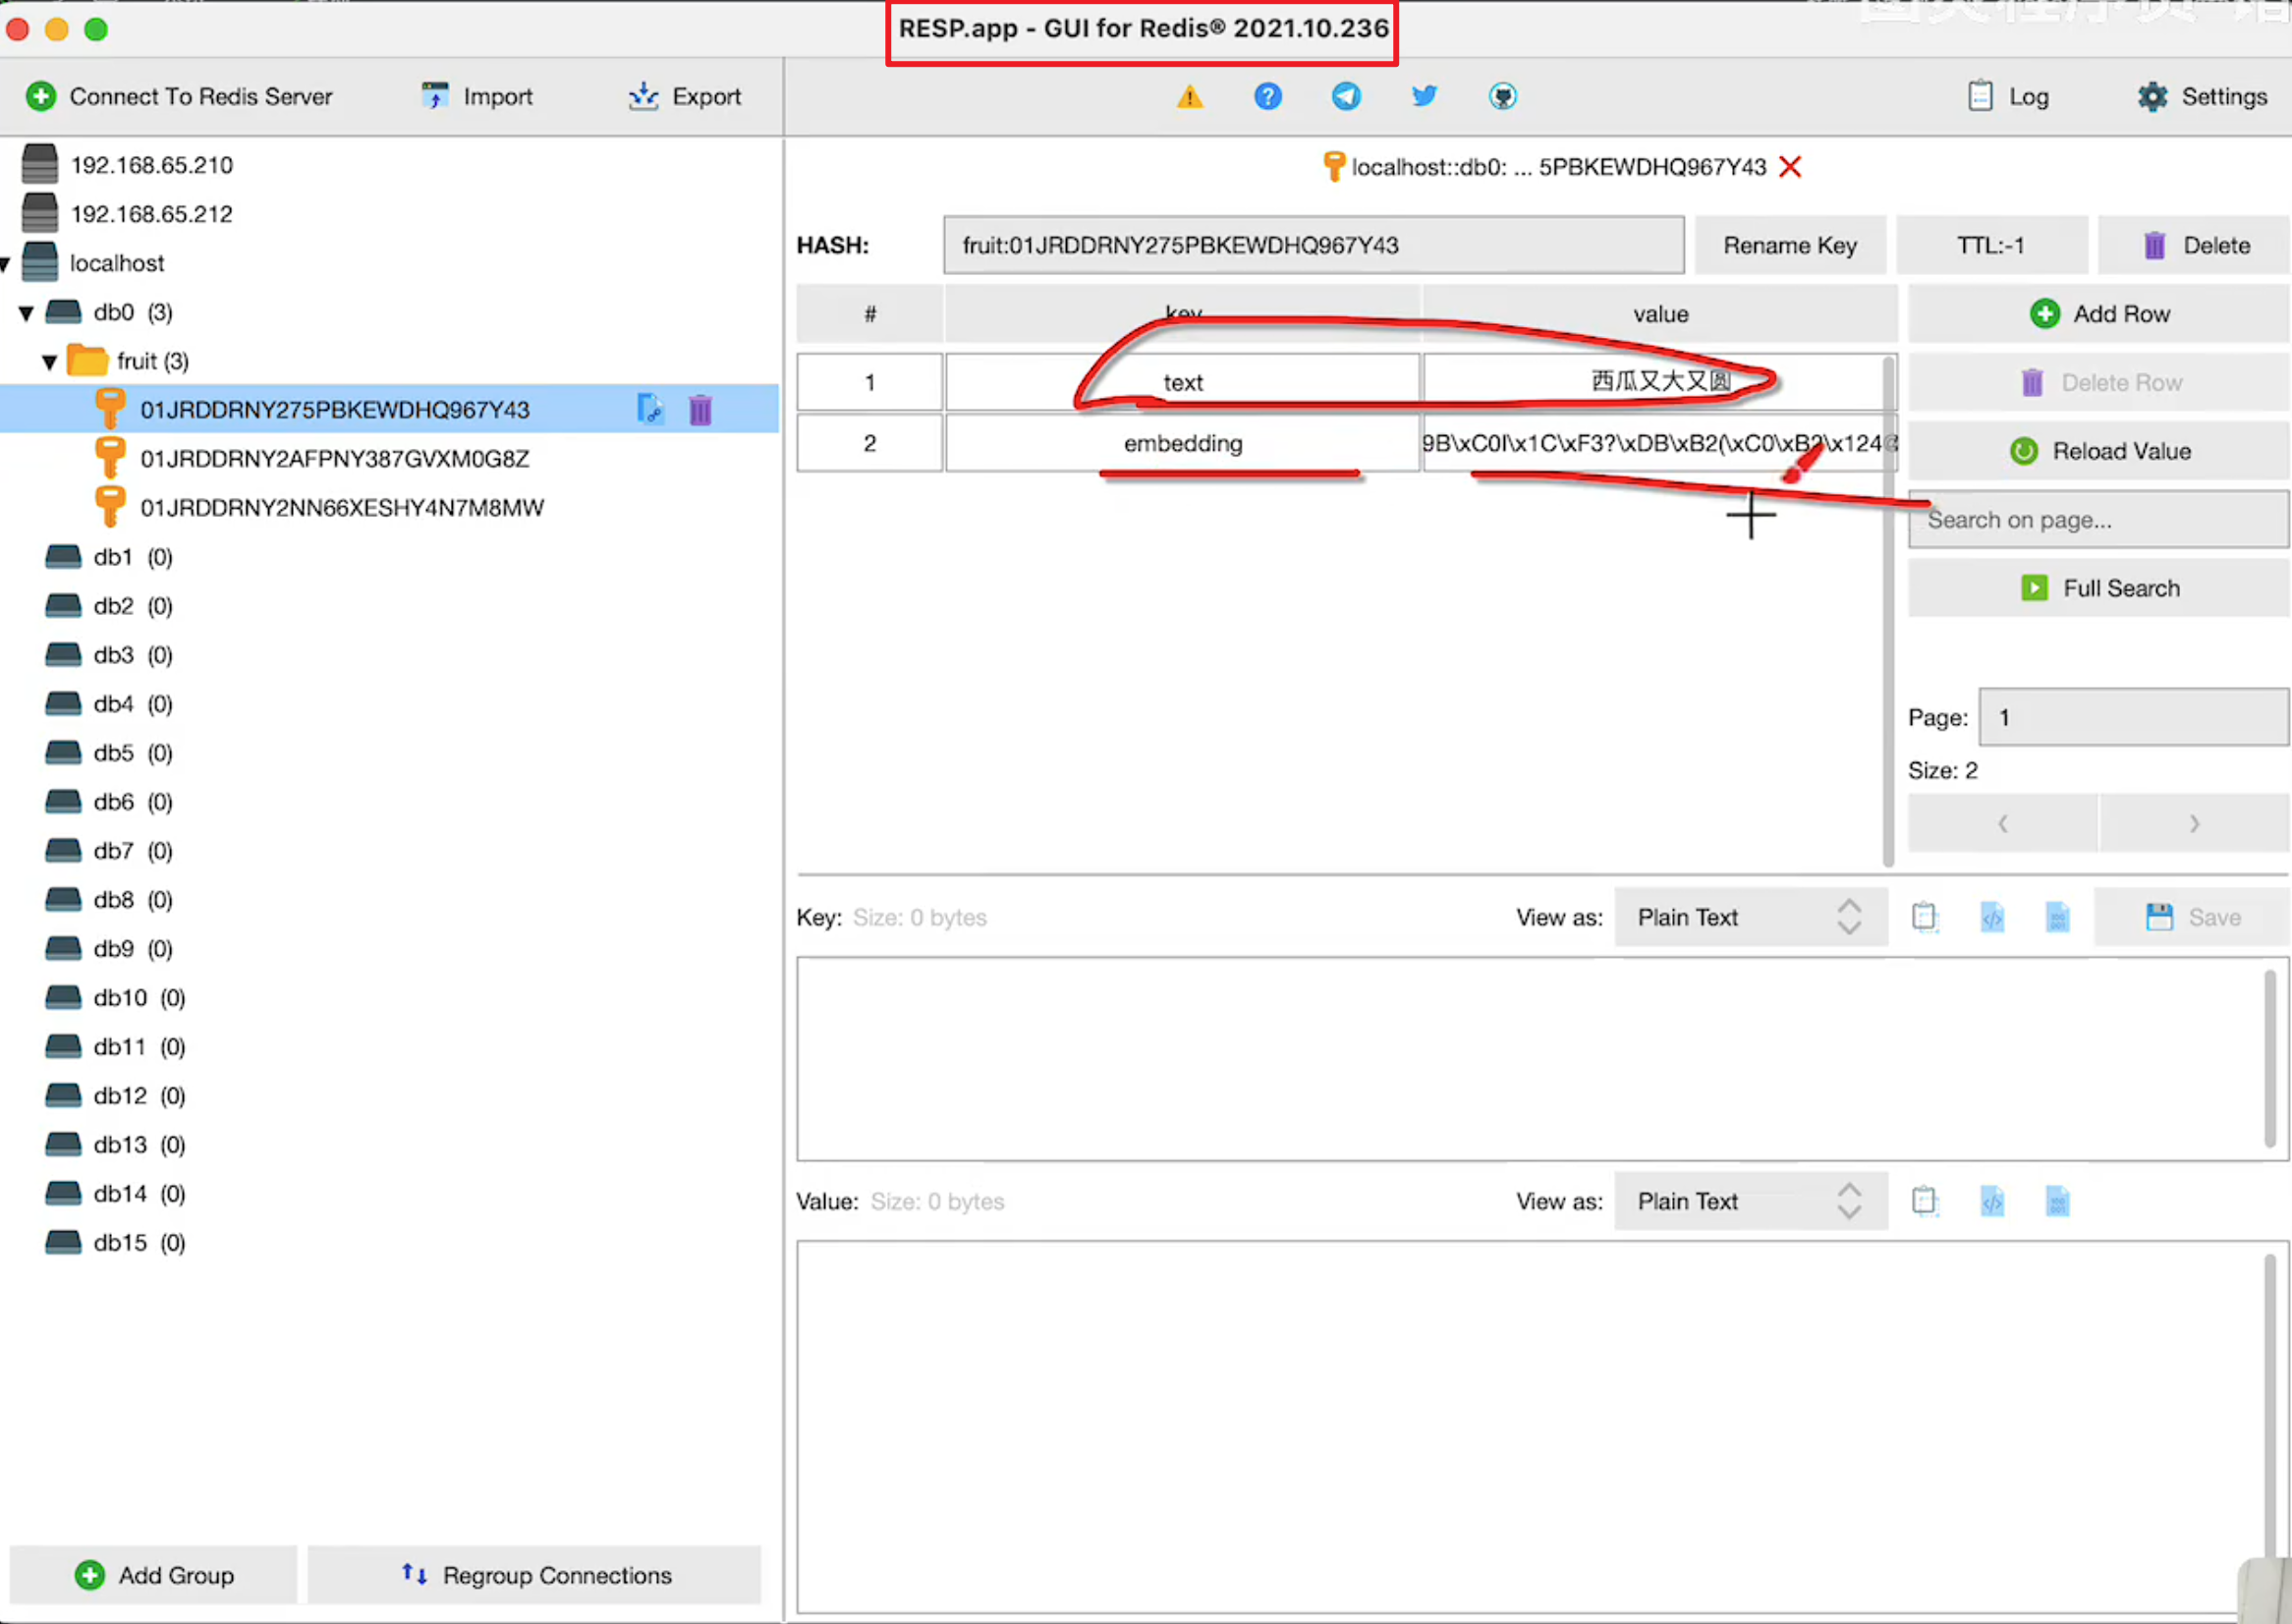 RESP.app - GUI for Redis® 2021.10.236
Connect To Redis Server
Import
Export
Log
Settings
192.168.65.210
192.168.65.212
localhost
db0 (3)
fruit (3)
01JRDDRNY275PBKEWDHQ967Y43
01JRDDRNY2AFPNY387GVXM0G8Z
01JRDDRNY2NN66XESHY4N7M8MW
db1 (0)
db2 (0)
db3 (0)
db4 (0)
db5 (0)
db6 (0)
db7 (0)
db8 (0)
db9 (0)
db10 (0)
db11 (0)
db12 (0)
db13 (0)
db14 (0)
db15 (0)
Add Group
Regroup Connections
localhost::db0: ... 5PBKEWDHQ967Y43
HASH: fruit:01JRDDRNY275PBKEWDHQ967Y43 Rename Key TTL:-1 Delete
# key value
1 text 西瓜又大又圆
2 embedding 9B\xC0I\x1C\xF3?\xDB\xB2(\xC0\xB2\x124@
Add Row
Delete Row
Reload Value
Search on page...
Full Search
Page: 1
Size: 2
Key: Size: 0 bytes View as: Plain Text Save
Value: Size: 0 bytes View as: Plain Text